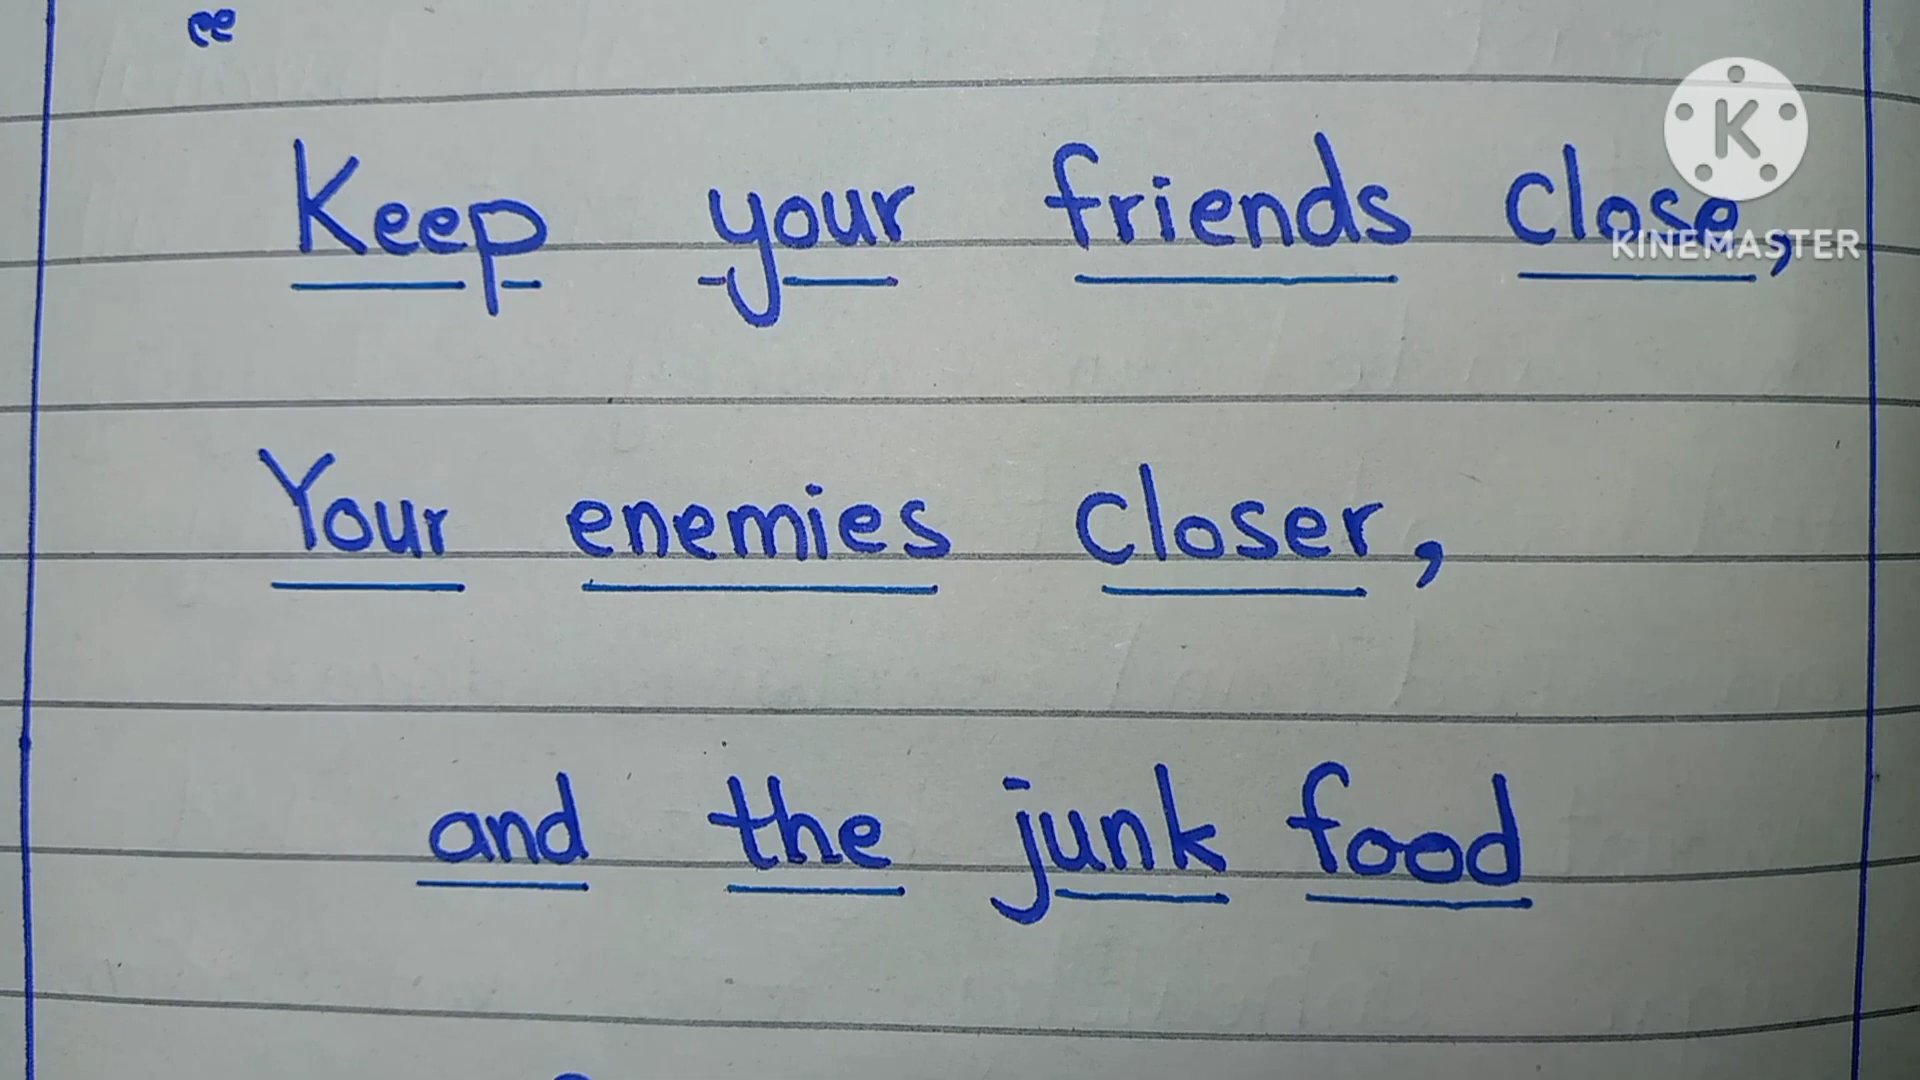 "
Keep your friends close,
Your enemies closer,
and the junk food
K
KINEMASTER